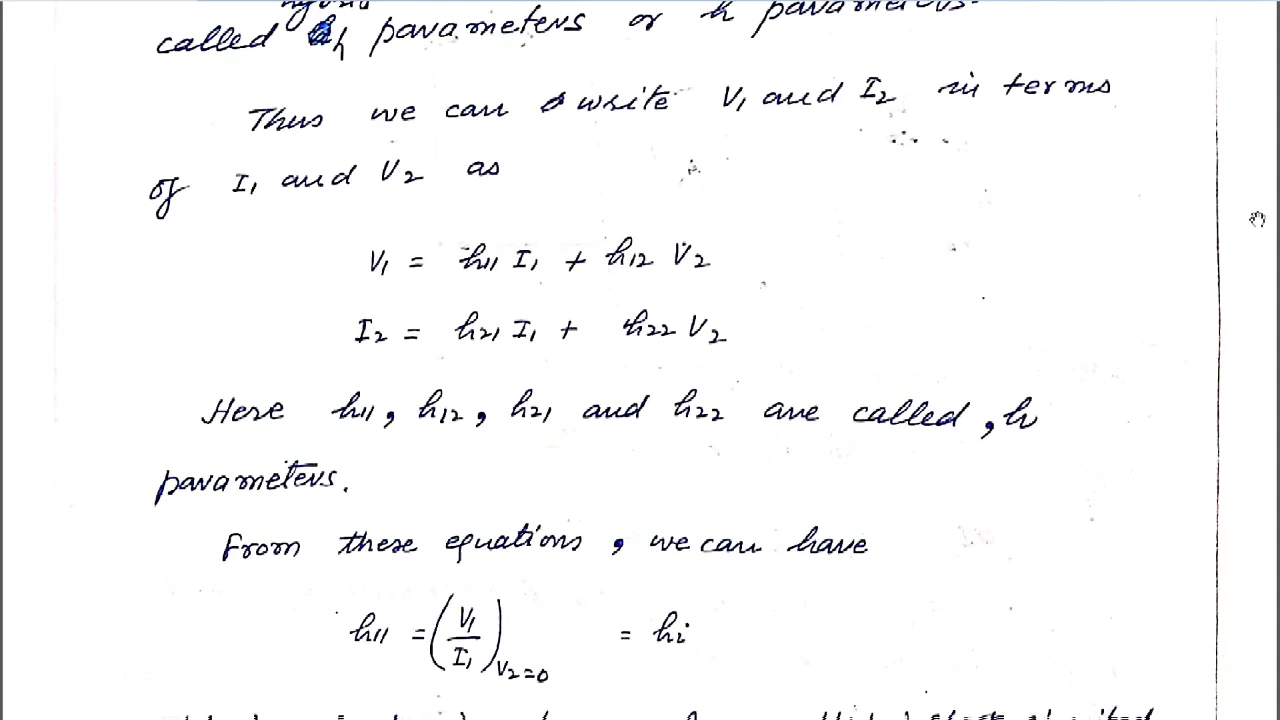 hybrid
called h parameters or h parameters.
Thus we can write V₁ and I₂ in terms
of I₁ and V₂ as
V₁ = h₁₁ I₁ + h₁₂ V₂
I₂ = h₂₁ I₁ + h₂₂ V₂
Here h₁₁, h₁₂, h₂₁ and h₂₂ are called, h
parameters.
From these equations, we can have
h₁₁ = (V₁/I₁)V₂=0 = hi